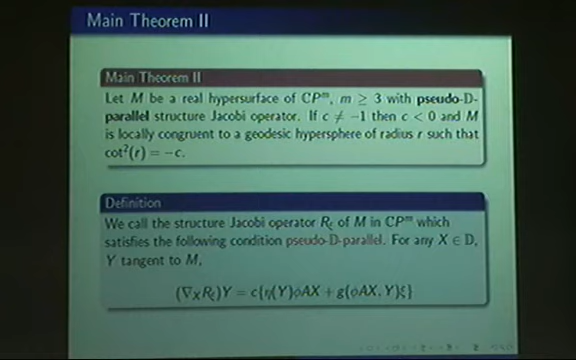 Main Theorem II
Main Theorem II
Let M be a real hypersurface of ℂP^m, m ≥ 3 with pseudo-𝔻-
parallel structure Jacobi operator. If c ≠ −1 then c < 0 and M
is locally congruent to a geodesic hypersphere of radius r such that
cot²(r) = −c.
Definition
We call the structure Jacobi operator R_ξ of M in ℂP^m which
satisfies the following condition pseudo-𝔻-parallel. For any X ∈ 𝔻,
Y tangent to M,
(∇_X R_ξ)Y = c{η(Y)φAX + g(φAX, Y)ξ}